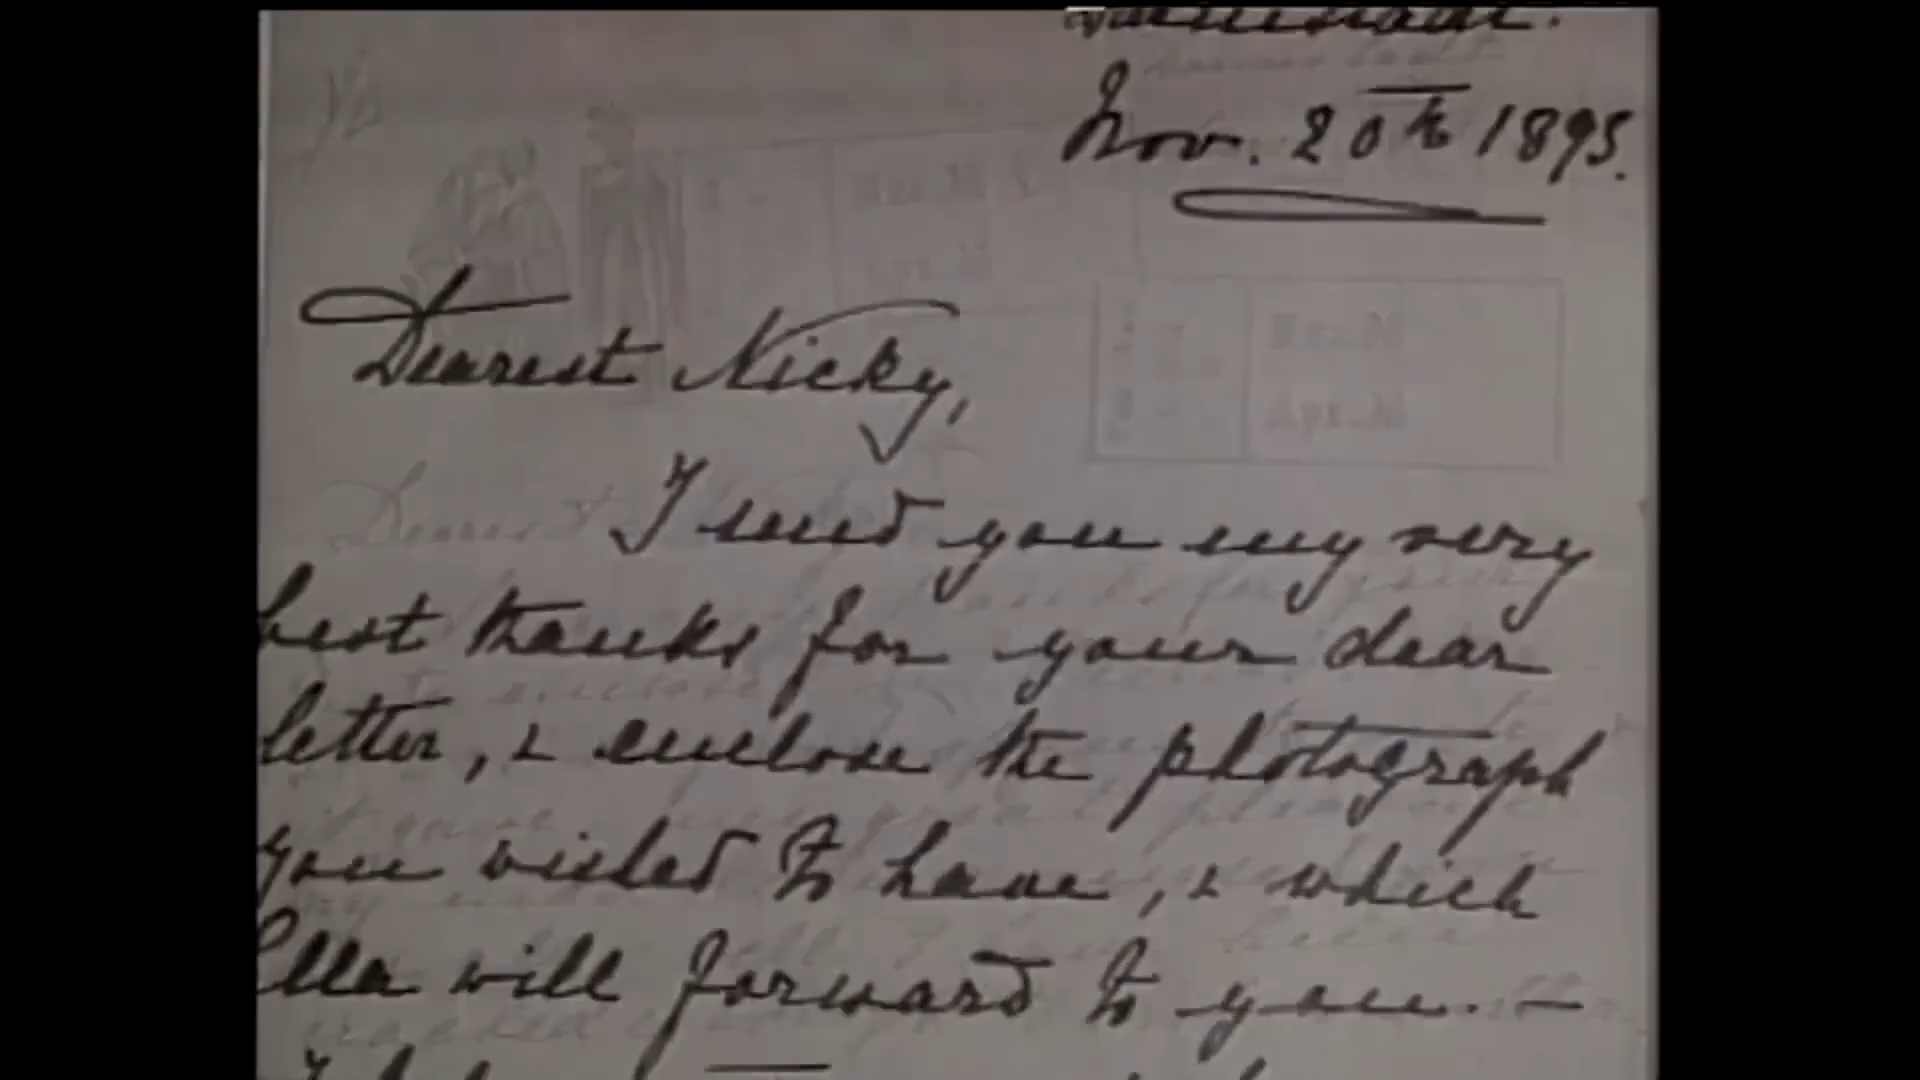 Nov. 20th 1895.
Dearest Nicky,
I send you my very
best thanks for your dear
letter, & enclose the photograph
you wished to have, & which
Ella will forward to you. —